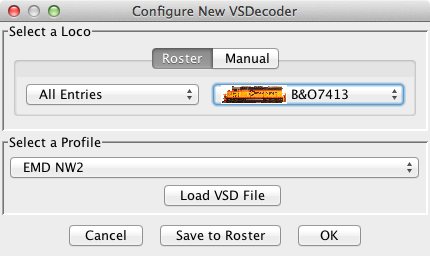 Configure New VSDecoder
Select a Loco
Roster Manual
All Entries B&O7413
Select a Profile
EMD NW2
Load VSD File
Cancel Save to Roster OK